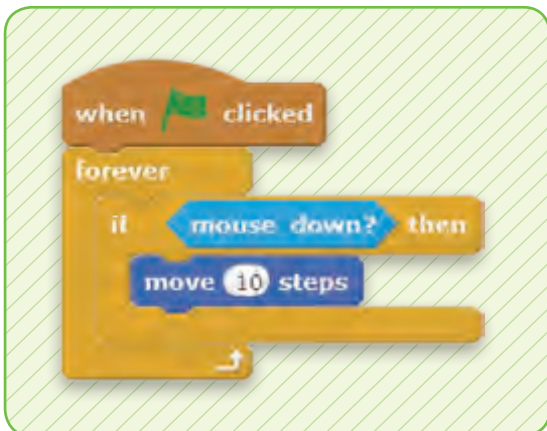 when clicked
forever
if mouse down? then
move 10 steps